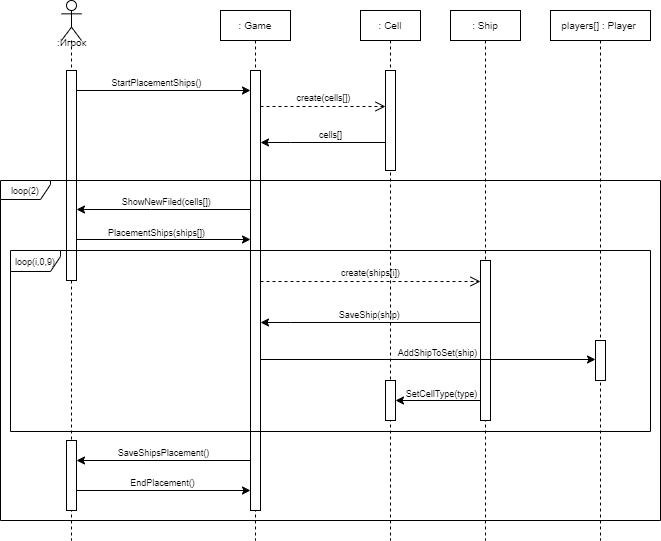 : Game
: Cell
: Ship
players[] : Player
:Игрок
StartPlacementShips()
create(cells[])
cells[]
loop(2)
ShowNewFiled(cells[])
PlacementShips(ships[])
loop(i,0,9)
create(ships[i])
SaveShip(ship)
AddShipToSet(ship)
SetCellType(type)
SaveShipsPlacement()
EndPlacement()